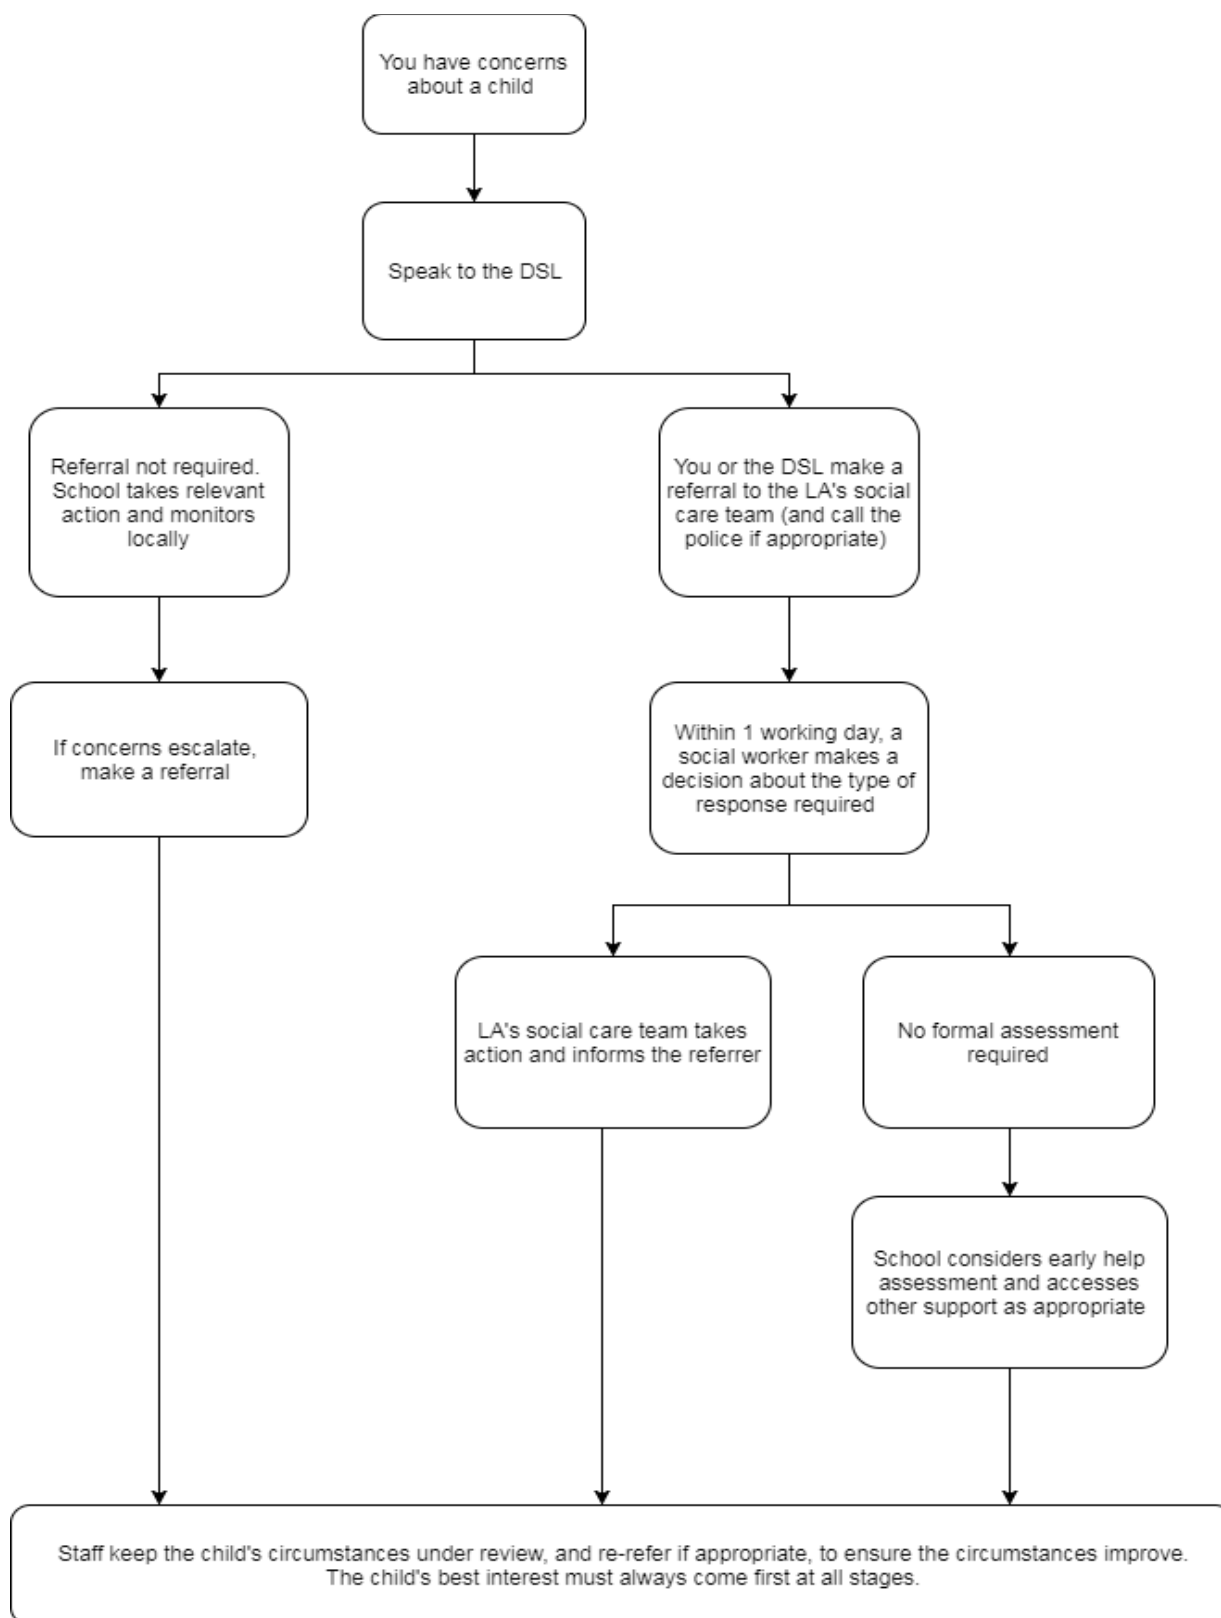 You have concerns
about a child
Speak to the DSL
Referral not required.
School takes relevant
action and monitors
locally
You or the DSL make a
referral to the LA's social
care team (and call the
police if appropriate)
If concerns escalate,
make a referral
Within 1 working day, a
social worker makes a
decision about the type of
response required
LA's social care team takes
action and informs the referrer
No formal assessment
required
School considers early help
assessment and accesses
other support as appropriate
Staff keep the child's circumstances under review, and re-refer if appropriate, to ensure the circumstances improve.
The child's best interest must always come first at all stages.